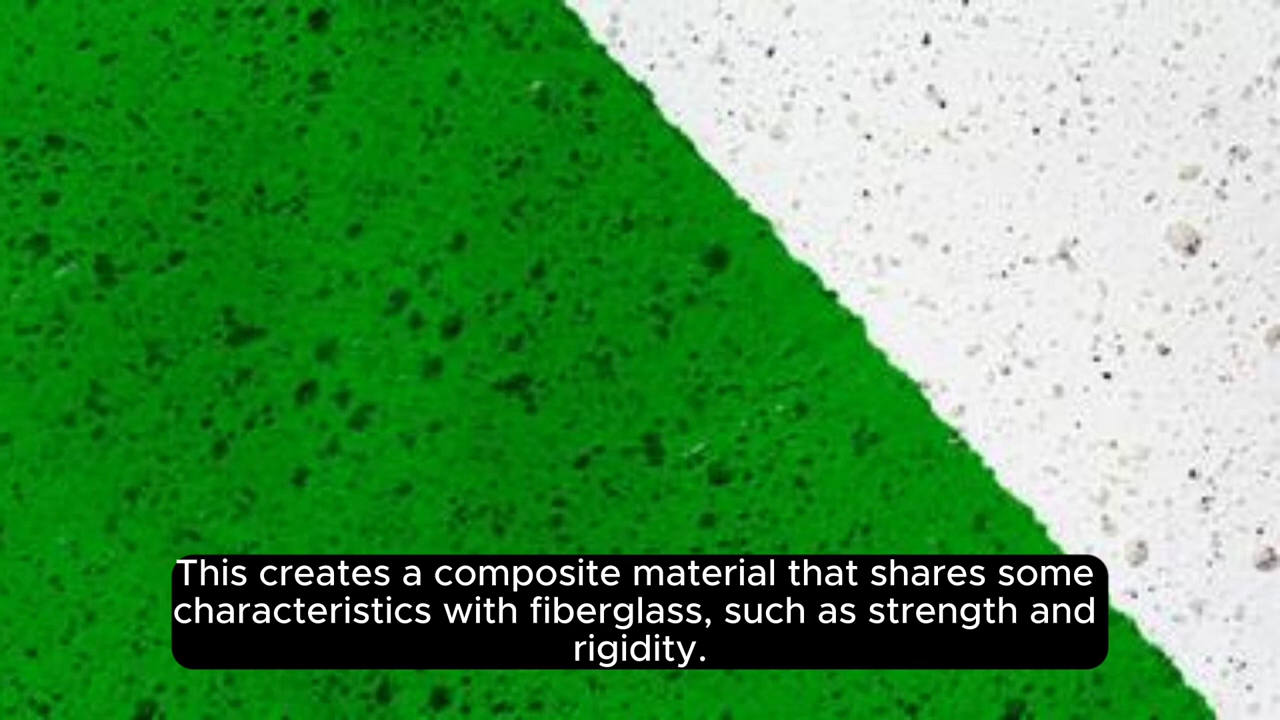 This creates a composite material that shares some
characteristics with fiberglass, such as strength and
rigidity.